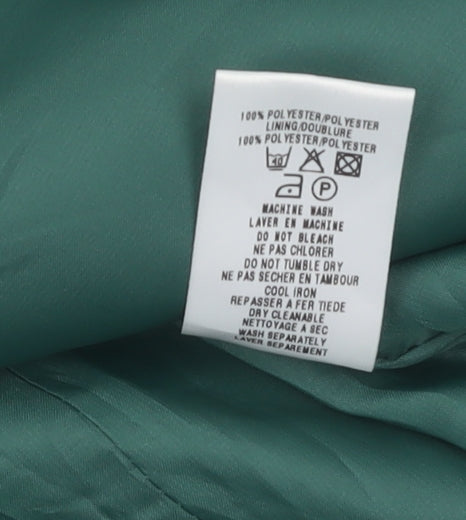 100% POLYESTER/POLYESTER
LINING/DOUBLURE
100% POLYESTER/POLYESTER
40
P
MACHINE WASH
LAVER EN MACHINE
DO NOT BLEACH
NE PAS CHLORER
DO NOT TUMBLE DRY
NE PAS SECHER EN TAMBOUR
COOL IRON
REPASSER A FER TIEDE
DRY CLEANABLE
NETTOYAGE A SEC
WASH SEPARATELY
LAVER SEPAREMENT